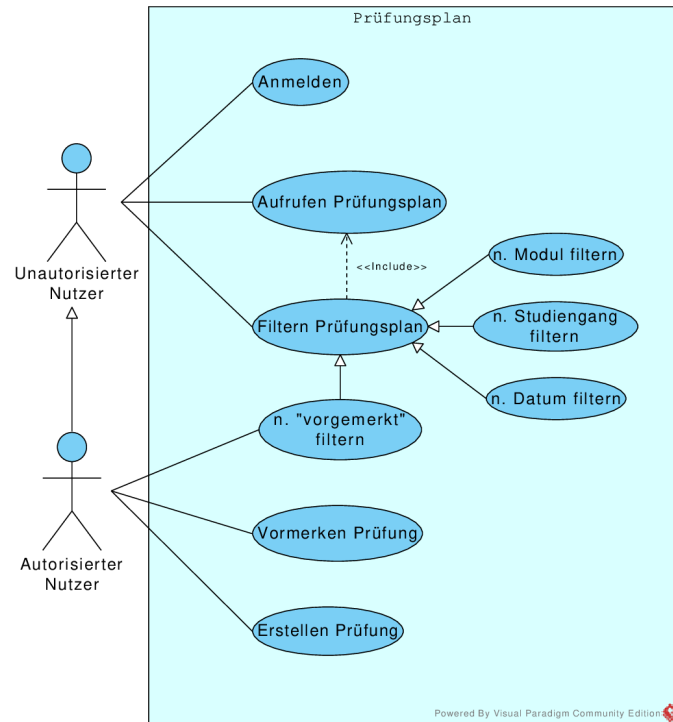 Prüfungsplan
Anmelden
Aufrufen Prüfungsplan
<<Include>>
n. Modul filtern
Unautorisierter
Nutzer
Filtern Prüfungsplan
n. Studiengang
filtern
n. Datum filtern
n. "vorgemerkt"
filtern
Vormerken Prüfung
Autorisierter
Nutzer
Erstellen Prüfung
Powered By Visual Paradigm Community Edition